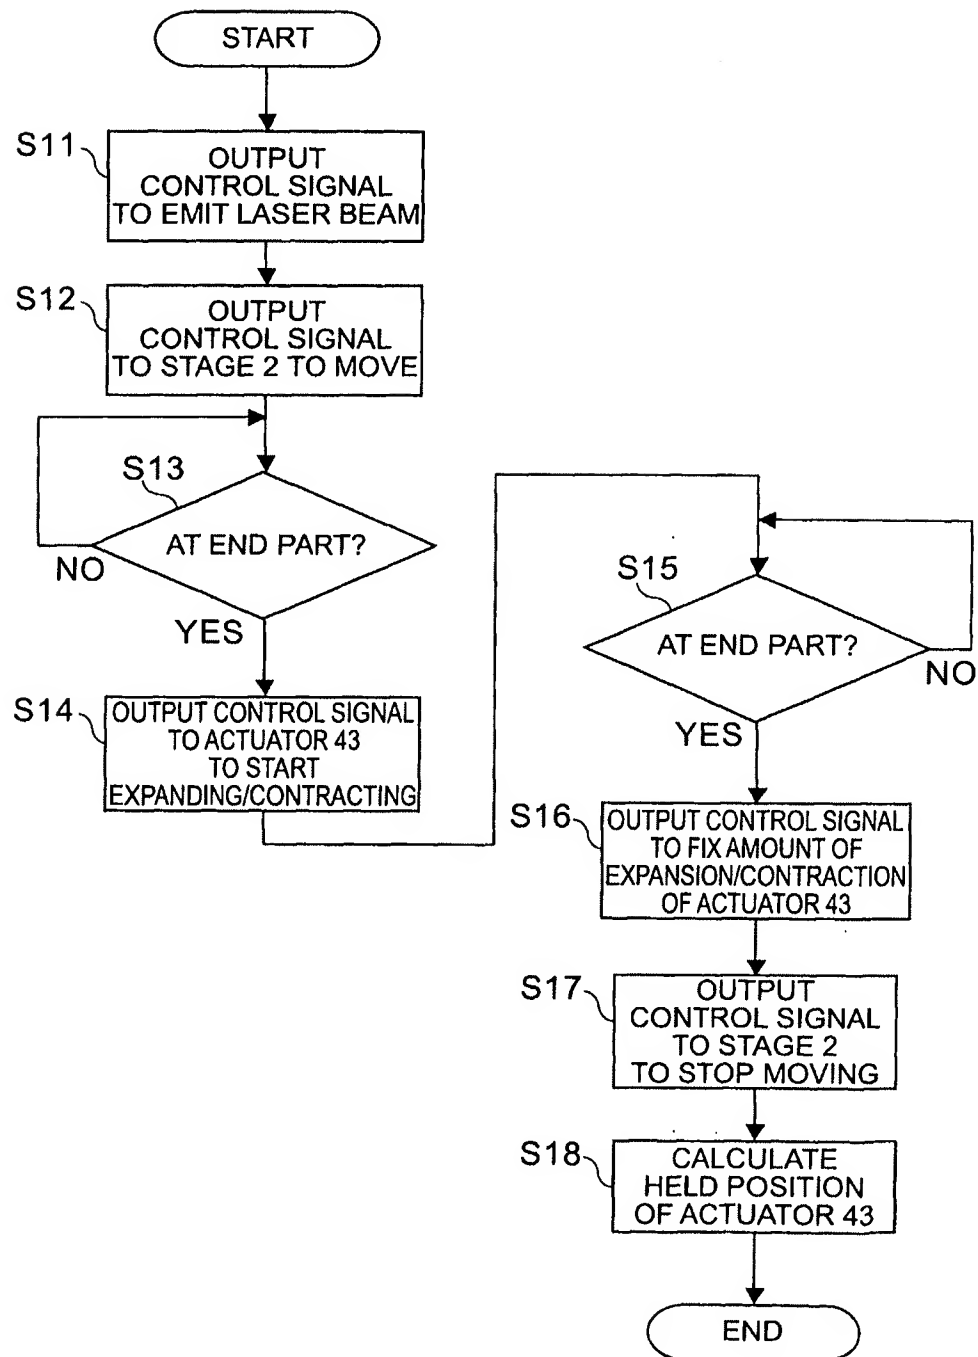 START
S11
OUTPUT
CONTROL SIGNAL
TO EMIT LASER BEAM
S12
OUTPUT
CONTROL SIGNAL
TO STAGE 2 TO MOVE
S13
AT END PART?
NO
YES
S14
OUTPUT CONTROL SIGNAL
TO ACTUATOR 43
TO START
EXPANDING/CONTRACTING
S15
AT END PART?
NO
YES
S16
OUTPUT CONTROL SIGNAL
TO FIX AMOUNT OF
EXPANSION/CONTRACTION
OF ACTUATOR 43
S17
OUTPUT
CONTROL SIGNAL
TO STAGE 2
TO STOP MOVING
S18
CALCULATE
HELD POSITION
OF ACTUATOR 43
END